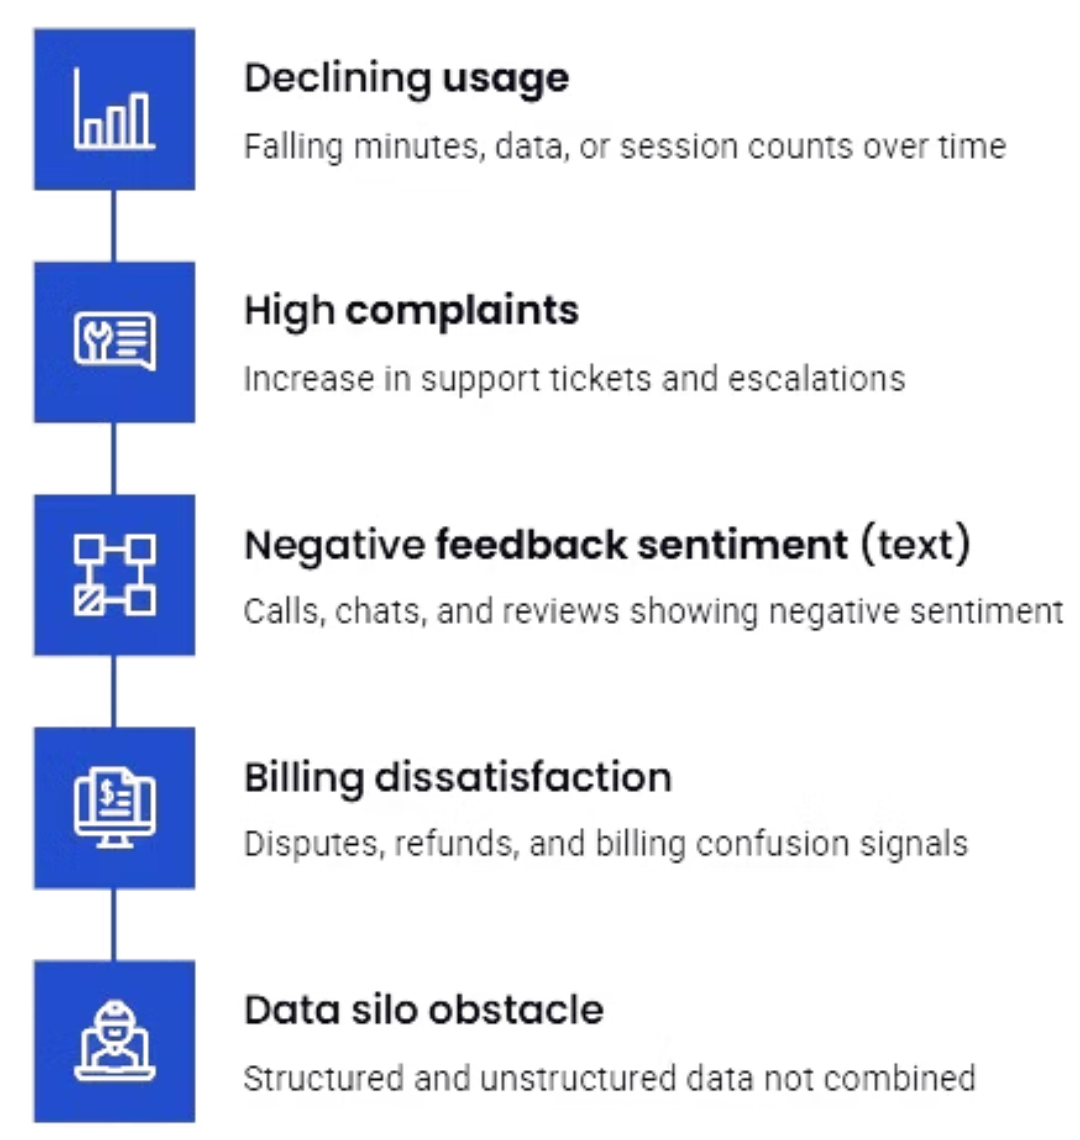 Declining usage
Falling minutes, data, or session counts over time
High complaints
Increase in support tickets and escalations
Negative feedback sentiment (text)
Calls, chats, and reviews showing negative sentiment
$
Billing dissatisfaction
Disputes, refunds, and billing confusion signals
Data silo obstacle
Structured and unstructured data not combined